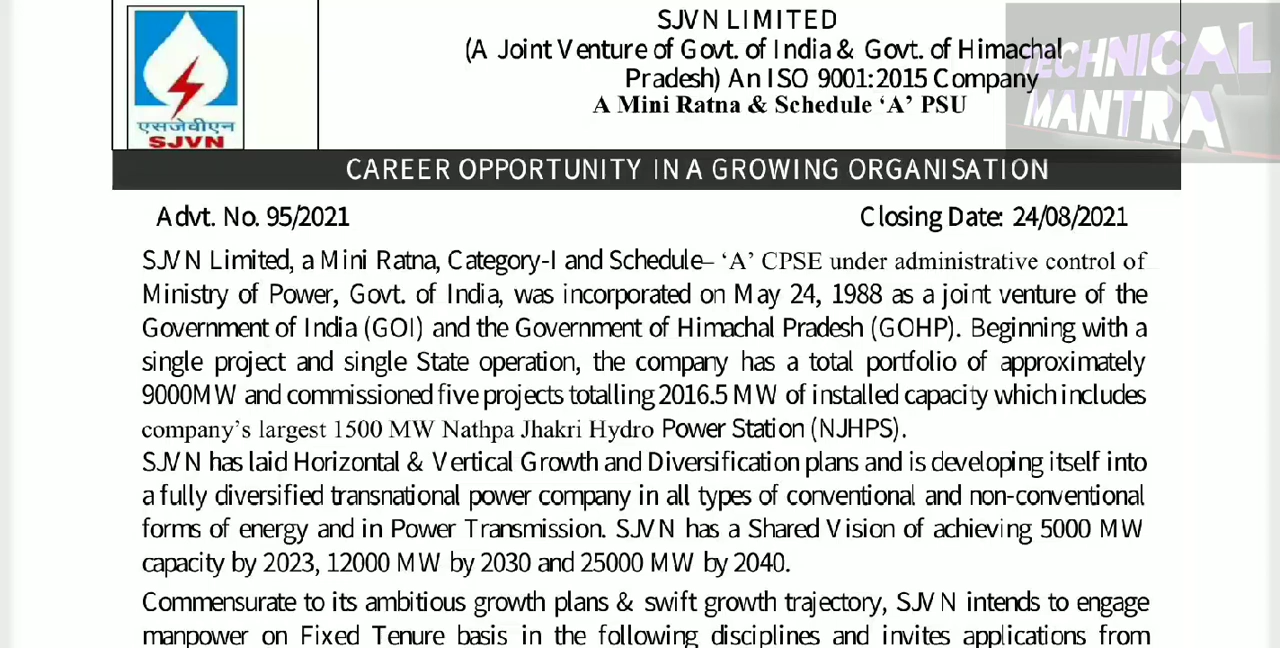 SJVN LIMITED
(A Joint Venture of Govt. of India & Govt. of Himachal
Pradesh) An ISO 9001:2015 Company
A Mini Ratna & Schedule ‘A’ PSU
एसजेवीएन
SJVN
TECHNICAL
MANTRA
CAREER OPPORTUNITY IN A GROWING ORGANISATION
Advt. No. 95/2021 Closing Date: 24/08/2021
SJVN Limited, a Mini Ratna, Category-I and Schedule– ‘A’ CPSE under administrative control of
Ministry of Power, Govt. of India, was incorporated on May 24, 1988 as a joint venture of the
Government of India (GOI) and the Government of Himachal Pradesh (GOHP). Beginning with a
single project and single State operation, the company has a total portfolio of approximately
9000MW and commissioned five projects totalling 2016.5 MW of installed capacity which includes
company’s largest 1500 MW Nathpa Jhakri Hydro Power Station (NJHPS).
SJVN has laid Horizontal & Vertical Growth and Diversification plans and is developing itself into
a fully diversified transnational power company in all types of conventional and non-conventional
forms of energy and in Power Transmission. SJVN has a Shared Vision of achieving 5000 MW
capacity by 2023, 12000 MW by 2030 and 25000 MW by 2040.
Commensurate to its ambitious growth plans & swift growth trajectory, SJVN intends to engage
manpower on Fixed Tenure basis in the following disciplines and invites applications from